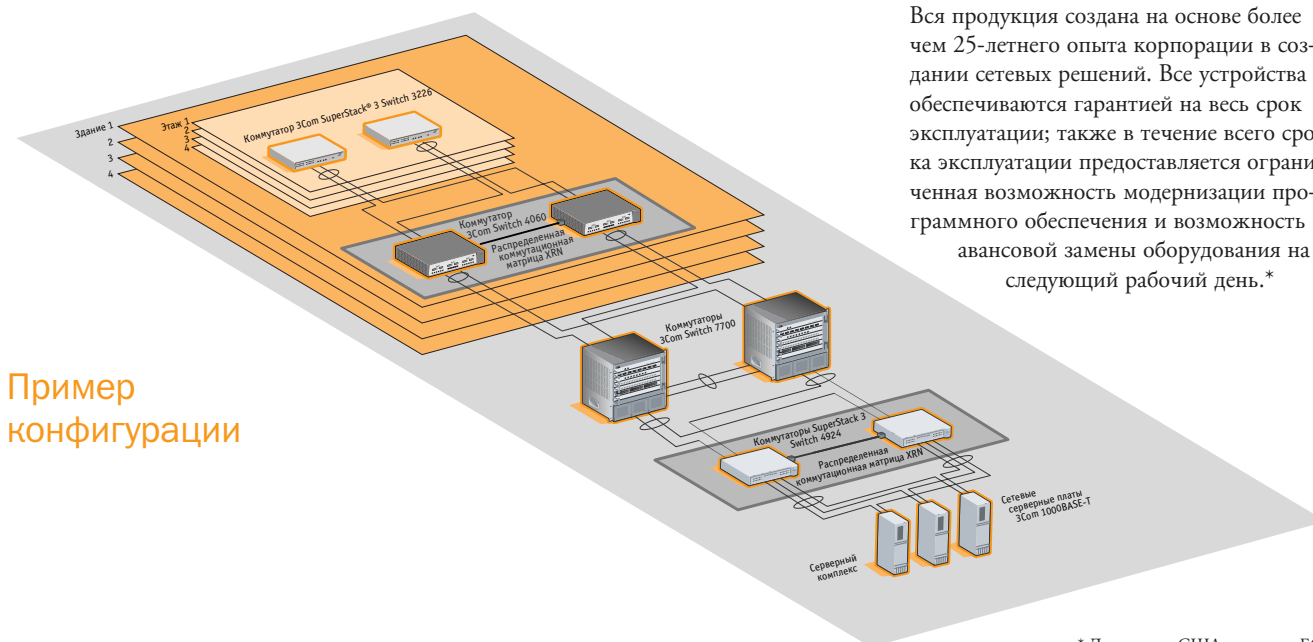 Вся продукция создана на основе более
чем 25-летнего опыта корпорации в соз-
дании сетевых решений. Все устройства
обеспечиваются гарантией на весь срок
эксплуатации; также в течение всего сро-
ка эксплуатации предоставляется ограни-
ченная возможность модернизации про-
граммного обеспечения и возможность
авансовой замены оборудования на
следующий рабочий день.*
Здание 1
2
3
4
Этаж 1
2
3
4
Коммутатор 3Com SuperStack® 3 Switch 3226
Коммутатор
3Com Switch 4060
Распределенная
коммутационная
матрица XRN
Коммутаторы
3Com Switch 7700
Пример
конфигурации
Коммутаторы SuperStack 3
Switch 4924
Распределенная
коммутационная матрица XRN
Сетевые
серверные платы
3Com 1000BASE-T
Серверный
комплекс